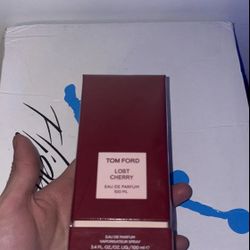 TOM FORD
LOST
CHERRY
EAU DE PARFUM
100 ML
EAU DE PARFUM
VAPORISATEUR SPRAY
3.4 FL.OZ./OZ. LIQ./100 ml ℮